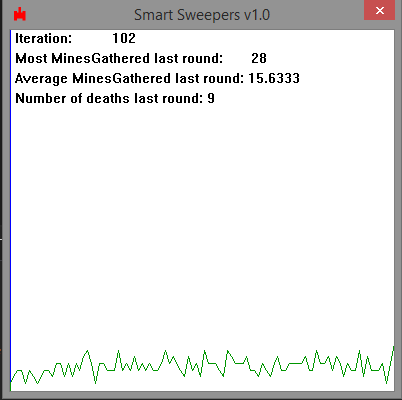 Smart Sweepers v1.0
Iteration: 102
Most MinesGathered last round: 28
Average MinesGathered last round: 15.6333
Number of deaths last round: 9